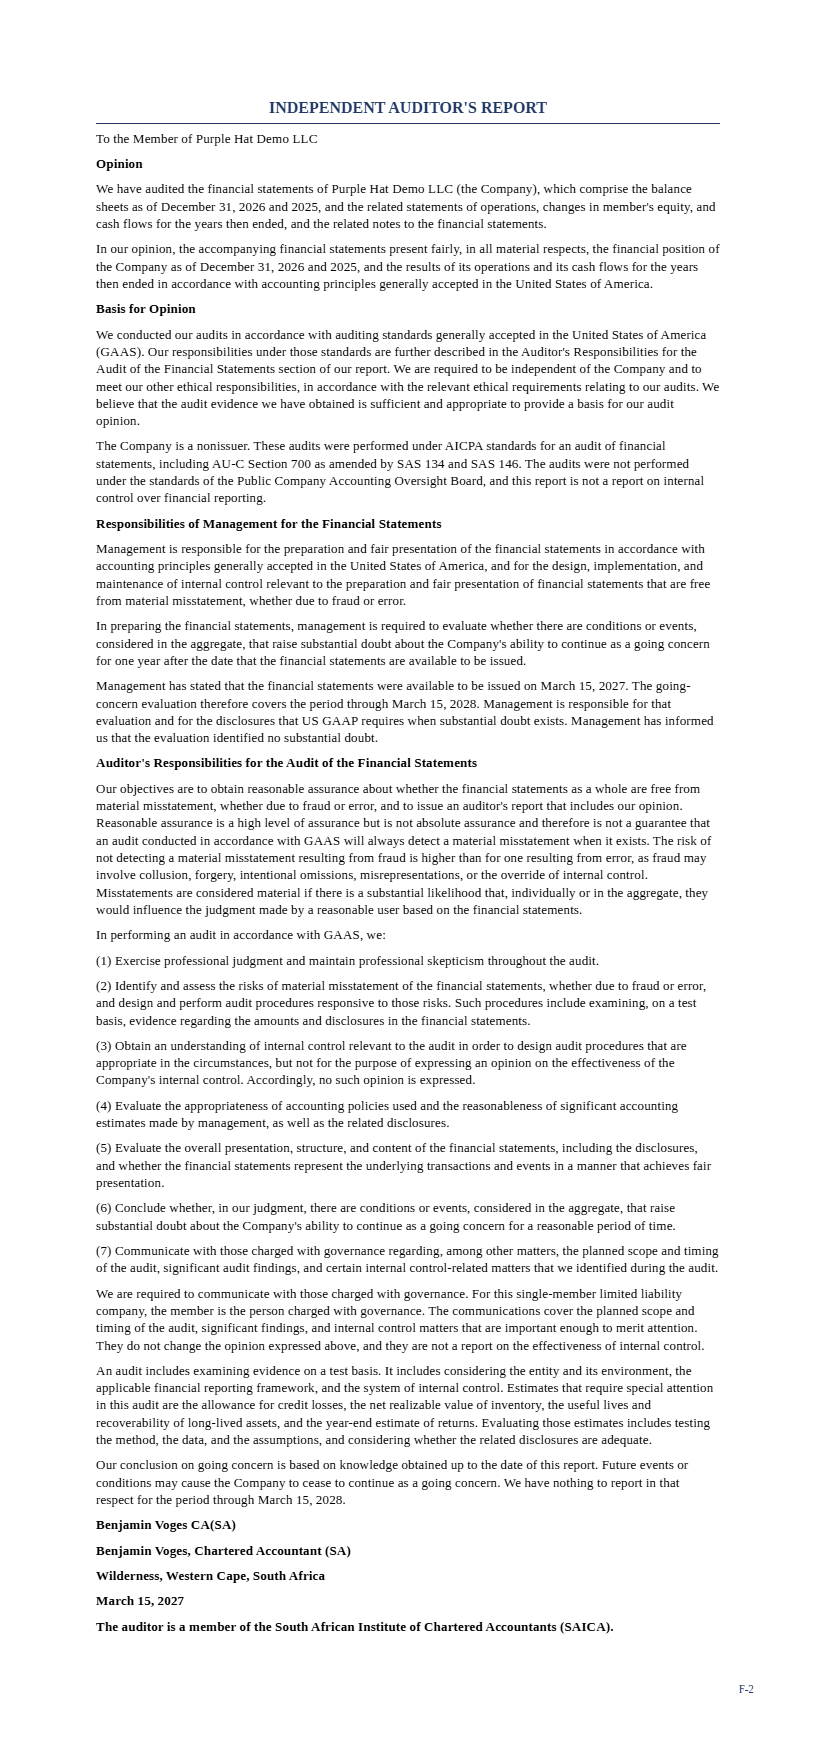 INDEPENDENT AUDITOR'S REPORT
To the Member of Purple Hat Demo LLC
Opinion
We have audited the financial statements of Purple Hat Demo LLC (the Company), which comprise the balance
sheets as of December 31, 2026 and 2025, and the related statements of operations, changes in member's equity, and
cash flows for the years then ended, and the related notes to the financial statements.
In our opinion, the accompanying financial statements present fairly, in all material respects, the financial position of
the Company as of December 31, 2026 and 2025, and the results of its operations and its cash flows for the years
then ended in accordance with accounting principles generally accepted in the United States of America.
Basis for Opinion
We conducted our audits in accordance with auditing standards generally accepted in the United States of America
(GAAS). Our responsibilities under those standards are further described in the Auditor's Responsibilities for the
Audit of the Financial Statements section of our report. We are required to be independent of the Company and to
meet our other ethical responsibilities, in accordance with the relevant ethical requirements relating to our audits. We
believe that the audit evidence we have obtained is sufficient and appropriate to provide a basis for our audit
opinion.
The Company is a nonissuer. These audits were performed under AICPA standards for an audit of financial
statements, including AU-C Section 700 as amended by SAS 134 and SAS 146. The audits were not performed
under the standards of the Public Company Accounting Oversight Board, and this report is not a report on internal
control over financial reporting.
Responsibilities of Management for the Financial Statements
Management is responsible for the preparation and fair presentation of the financial statements in accordance with
accounting principles generally accepted in the United States of America, and for the design, implementation, and
maintenance of internal control relevant to the preparation and fair presentation of financial statements that are free
from material misstatement, whether due to fraud or error.
In preparing the financial statements, management is required to evaluate whether there are conditions or events,
considered in the aggregate, that raise substantial doubt about the Company's ability to continue as a going concern
for one year after the date that the financial statements are available to be issued.
Management has stated that the financial statements were available to be issued on March 15, 2027. The going-
concern evaluation therefore covers the period through March 15, 2028. Management is responsible for that
evaluation and for the disclosures that US GAAP requires when substantial doubt exists. Management has informed
us that the evaluation identified no substantial doubt.
Auditor's Responsibilities for the Audit of the Financial Statements
Our objectives are to obtain reasonable assurance about whether the financial statements as a whole are free from
material misstatement, whether due to fraud or error, and to issue an auditor's report that includes our opinion.
Reasonable assurance is a high level of assurance but is not absolute assurance and therefore is not a guarantee that
an audit conducted in accordance with GAAS will always detect a material misstatement when it exists. The risk of
not detecting a material misstatement resulting from fraud is higher than for one resulting from error, as fraud may
involve collusion, forgery, intentional omissions, misrepresentations, or the override of internal control.
Misstatements are considered material if there is a substantial likelihood that, individually or in the aggregate, they
would influence the judgment made by a reasonable user based on the financial statements.
In performing an audit in accordance with GAAS, we:
(1) Exercise professional judgment and maintain professional skepticism throughout the audit.
(2) Identify and assess the risks of material misstatement of the financial statements, whether due to fraud or error,
and design and perform audit procedures responsive to those risks. Such procedures include examining, on a test
basis, evidence regarding the amounts and disclosures in the financial statements.
(3) Obtain an understanding of internal control relevant to the audit in order to design audit procedures that are
appropriate in the circumstances, but not for the purpose of expressing an opinion on the effectiveness of the
Company's internal control. Accordingly, no such opinion is expressed.
(4) Evaluate the appropriateness of accounting policies used and the reasonableness of significant accounting
estimates made by management, as well as the related disclosures.
(5) Evaluate the overall presentation, structure, and content of the financial statements, including the disclosures,
and whether the financial statements represent the underlying transactions and events in a manner that achieves fair
presentation.
(6) Conclude whether, in our judgment, there are conditions or events, considered in the aggregate, that raise
substantial doubt about the Company's ability to continue as a going concern for a reasonable period of time.
(7) Communicate with those charged with governance regarding, among other matters, the planned scope and timing
of the audit, significant audit findings, and certain internal control-related matters that we identified during the audit.
We are required to communicate with those charged with governance. For this single-member limited liability
company, the member is the person charged with governance. The communications cover the planned scope and
timing of the audit, significant findings, and internal control matters that are important enough to merit attention.
They do not change the opinion expressed above, and they are not a report on the effectiveness of internal control.
An audit includes examining evidence on a test basis. It includes considering the entity and its environment, the
applicable financial reporting framework, and the system of internal control. Estimates that require special attention
in this audit are the allowance for credit losses, the net realizable value of inventory, the useful lives and
recoverability of long-lived assets, and the year-end estimate of returns. Evaluating those estimates includes testing
the method, the data, and the assumptions, and considering whether the related disclosures are adequate.
Our conclusion on going concern is based on knowledge obtained up to the date of this report. Future events or
conditions may cause the Company to cease to continue as a going concern. We have nothing to report in that
respect for the period through March 15, 2028.
Benjamin Voges CA(SA)
Benjamin Voges, Chartered Accountant (SA)
Wilderness, Western Cape, South Africa
March 15, 2027
The auditor is a member of the South African Institute of Chartered Accountants (SAICA).
F-2